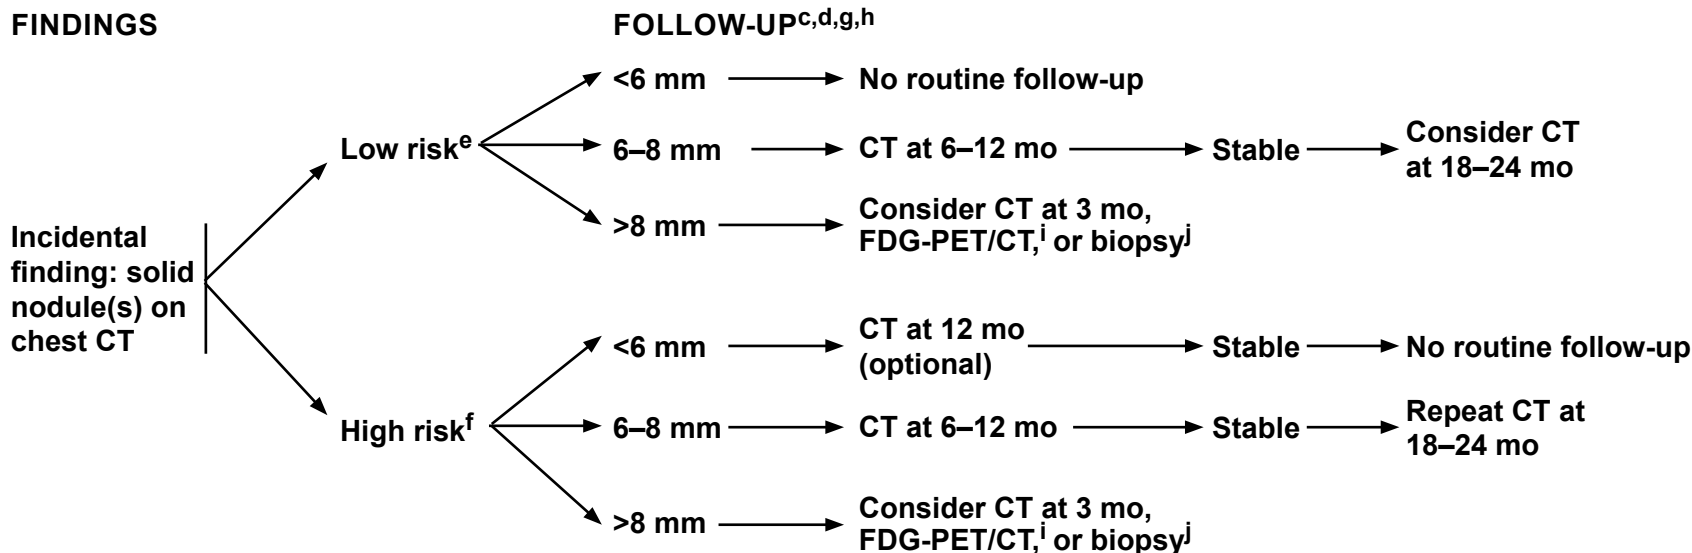 FINDINGS
FOLLOW-UPc,d,g,h
<6 mm
No routine follow-up
Low riske
6–8 mm
CT at 6–12 mo
Stable
Consider CT
at 18–24 mo
>8 mm
Consider CT at 3 mo,
FDG-PET/CT,i or biopsyj
Incidental
finding: solid
nodule(s) on
chest CT
<6 mm
CT at 12 mo
(optional)
Stable
No routine follow-up
High riskf
6–8 mm
CT at 6–12 mo
Stable
Repeat CT at
18–24 mo
>8 mm
Consider CT at 3 mo,
FDG-PET/CT,i or biopsyj